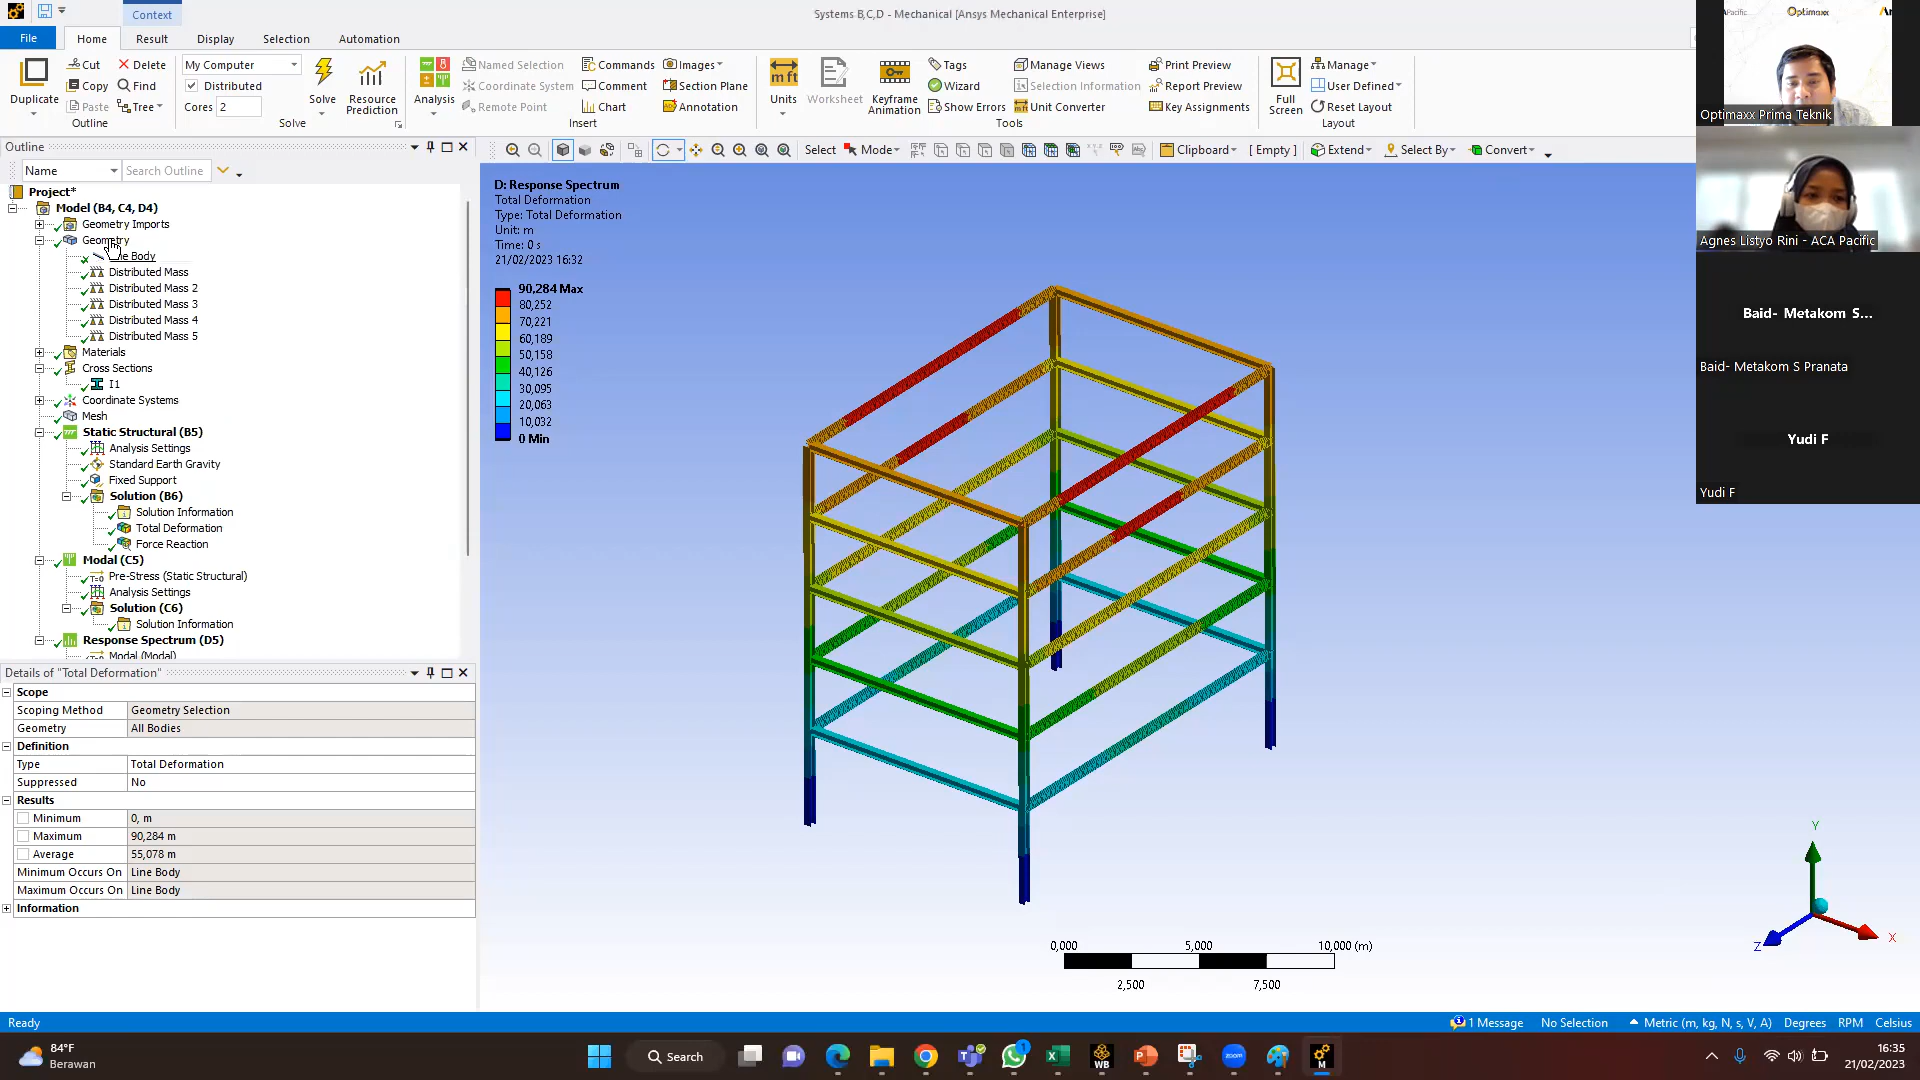 Context
Systems B,C,D - Mechanical [Ansys Mechanical Enterprise]
File
Home
Result
Display
Selection
Automation
Duplicate
Cut
Copy
Paste
Delete
Find
Tree
Outline
My Computer
Distributed
Cores 2
Solve
Resource Prediction
Solve
Analysis
Named Selection
Coordinate System
Remote Point
Commands
Comment
Chart
Images
Section Plane
Annotation
Insert
Units
Worksheet
Keyframe Animation
Tags
Wizard
Show Errors
Manage Views
Selection Information
Unit Converter
Print Preview
Report Preview
Key Assignments
Tools
Full Screen
Manage
User Defined
Reset Layout
Layout
Outline
Name
Search Outline
Select
Mode
Clipboard
[ Empty ]
Extend
Select By
Convert
Project*
Model (B4, C4, D4)
Geometry Imports
Geometry
ne Body
Distributed Mass
Distributed Mass 2
Distributed Mass 3
Distributed Mass 4
Distributed Mass 5
Materials
Cross Sections
I1
Coordinate Systems
Mesh
Static Structural (B5)
Analysis Settings
Standard Earth Gravity
Fixed Support
Solution (B6)
Solution Information
Total Deformation
Force Reaction
Modal (C5)
Pre-Stress (Static Structural)
Analysis Settings
Solution (C6)
Solution Information
Response Spectrum (D5)
Modal (Modal)
Details of "Total Deformation"
Scope
Scoping Method Geometry Selection
Geometry All Bodies
Definition
Type Total Deformation
Suppressed No
Results
Minimum 0, m
Maximum 90,284 m
Average 55,078 m
Minimum Occurs On Line Body
Maximum Occurs On Line Body
Information
D: Response Spectrum
Total Deformation
Type: Total Deformation
Unit: m
Time: 0 s
21/02/2023 16:32
90,284 Max
80,252
70,221
60,189
50,158
40,126
30,095
20,063
10,032
0 Min
0,000 5,000 10,000 (m)
2,500 7,500
Y
X
Z
Pacific
Optimaxx
Optimaxx Prima Teknik
Agnes Listyo Rini - ACA Pacific
Baid- Metakom S...
Baid- Metakom S Pranata
Yudi F
Yudi F
Ready
1 Message
No Selection
Metric (m, kg, N, s, V, A)
Degrees
RPM
Celsius
84°F
Berawan
Search
1
WB
zoom
M
16:35
21/02/2023